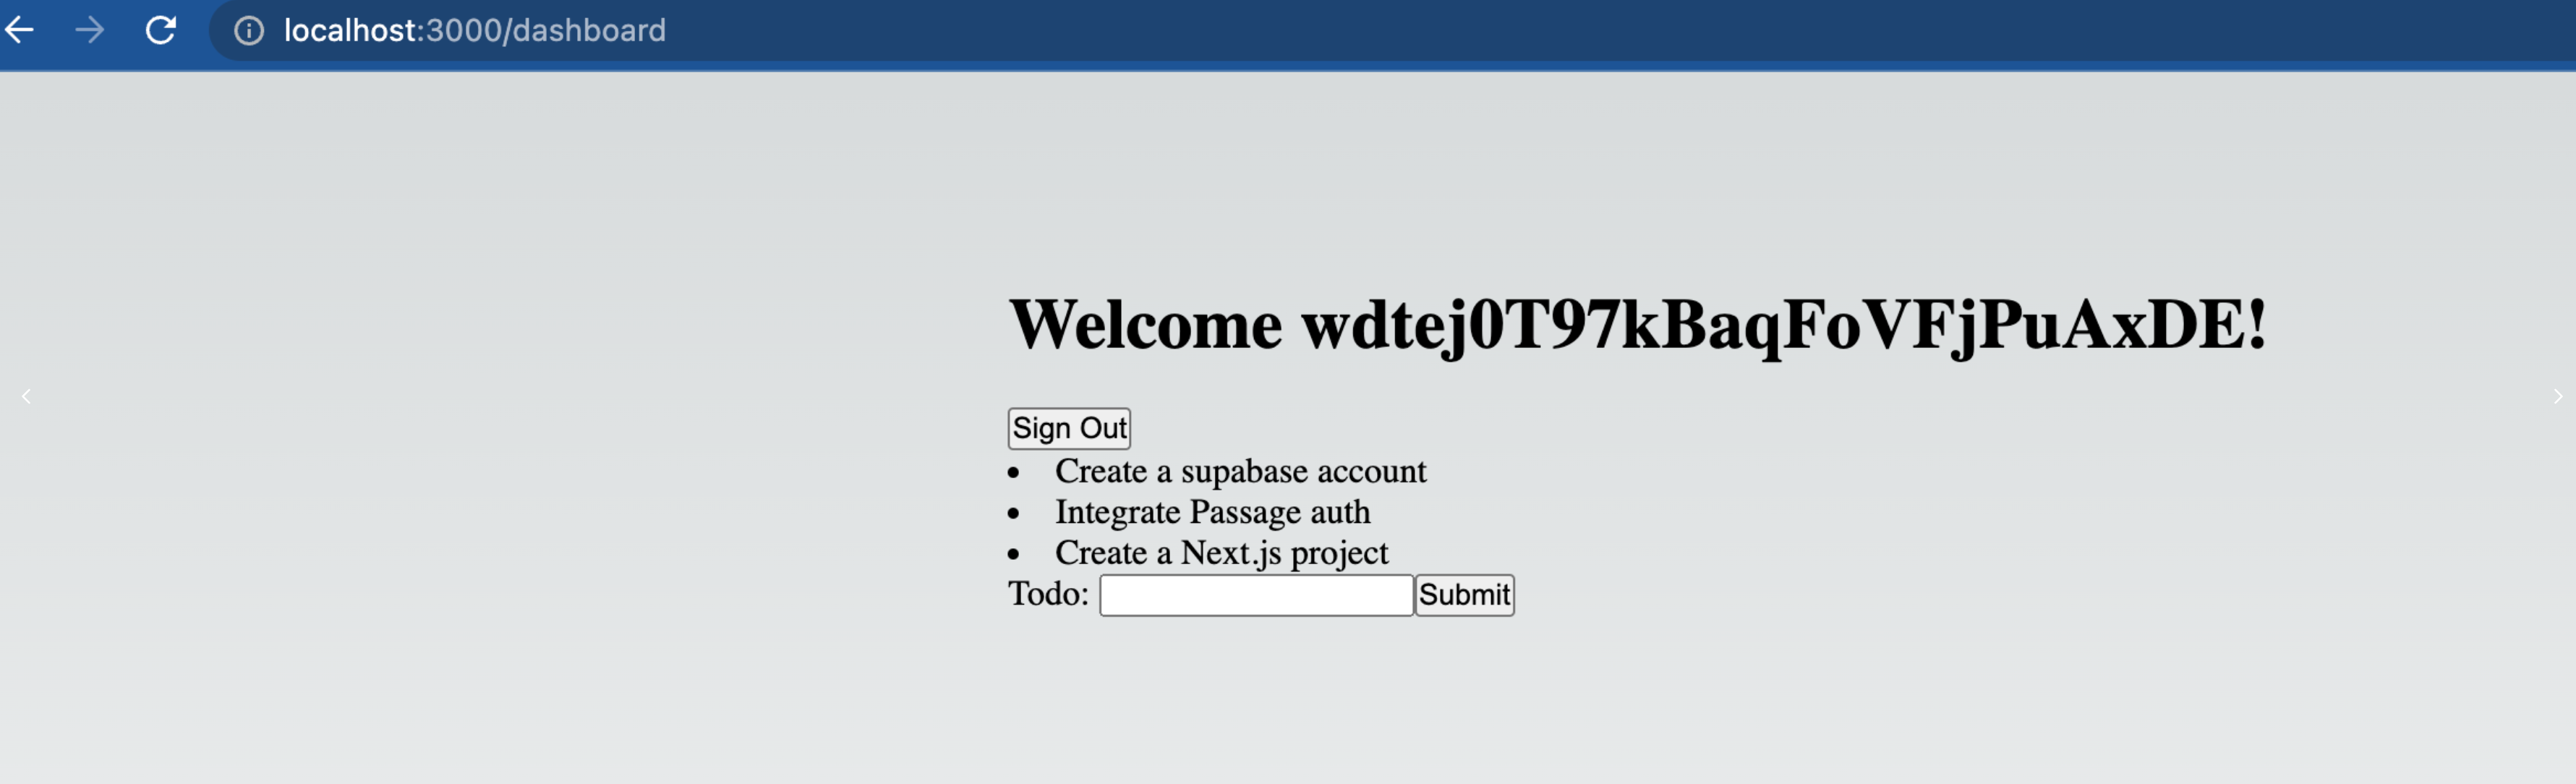 localhost:3000/dashboard
Welcome wdtej0T97kBaqFoVFjPuAxDE!
Sign Out
• Create a supabase account
• Integrate Passage auth
• Create a Next.js project
Todo: Submit